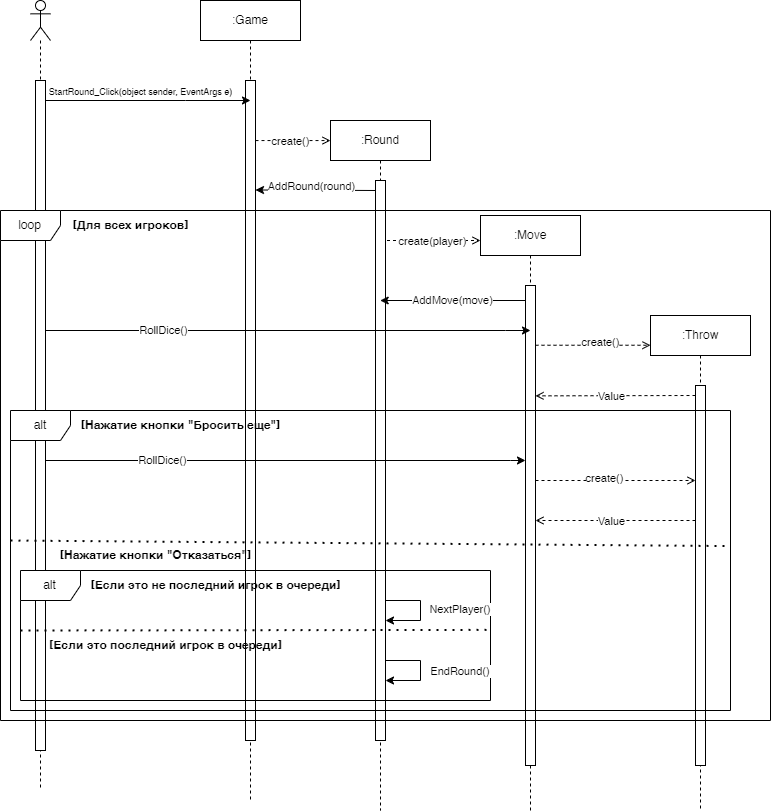 :Game
StartRound_Click(object sender, EventArgs e)
create()
:Round
AddRound(round)
loop
[Для всех игроков]
create(player)
:Move
AddMove(move)
RollDice()
create()
:Throw
Value
alt
[Нажатие кнопки "Бросить еще"]
RollDice()
create()
Value
[Нажатие кнопки "Отказаться"]
alt
[Если это не последний игрок в очереди]
NextPlayer()
[Если это последний игрок в очереди]
EndRound()